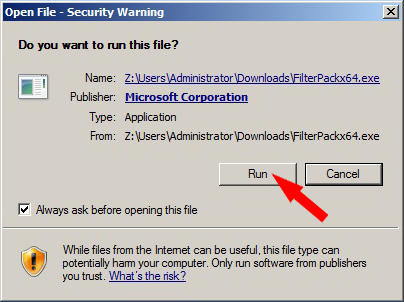 Open File - Security Warning
Do you want to run this file?
Name: Z:\Users\Administrator\Downloads\FilterPackx64.exe
Publisher: Microsoft Corporation
Type: Application
From: Z:\Users\Administrator\Downloads\FilterPackx64.exe
Run Cancel
Always ask before opening this file
While files from the Internet can be useful, this file type can
potentially harm your computer. Only run software from publishers
you trust. What's the risk?